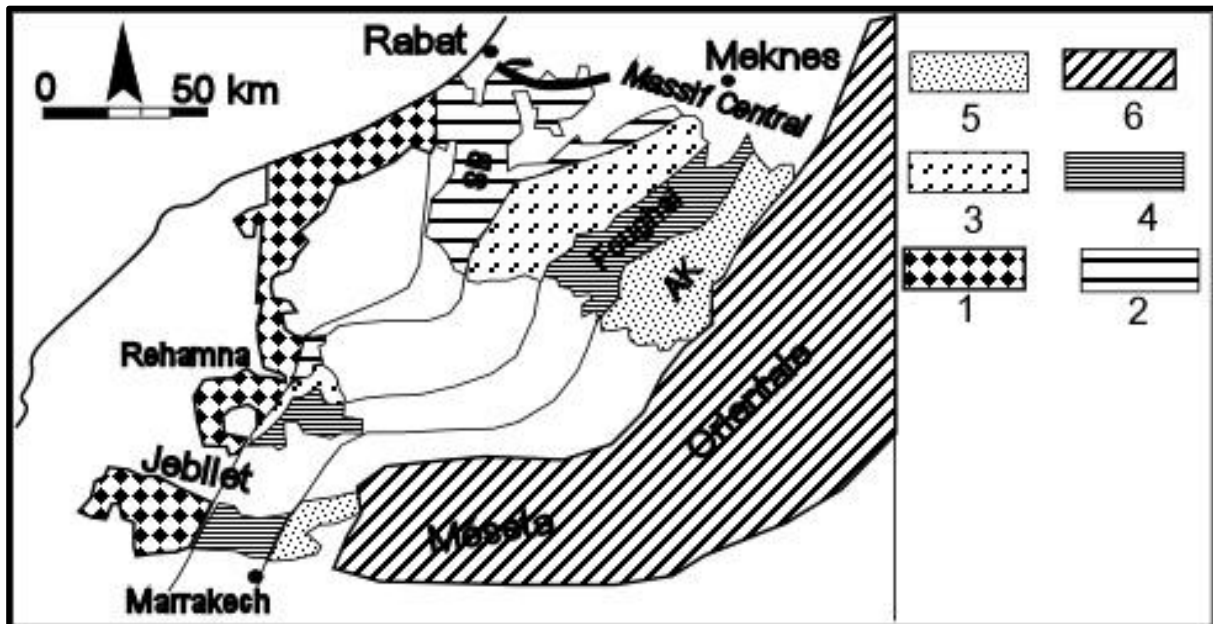 Rabat
Meknes
0 50 km
Massif Central
SB
Fourhal
AK
Rehamna
Jebilet
Orientale
Meseta
Marrakech
5 6
3 4
1 2